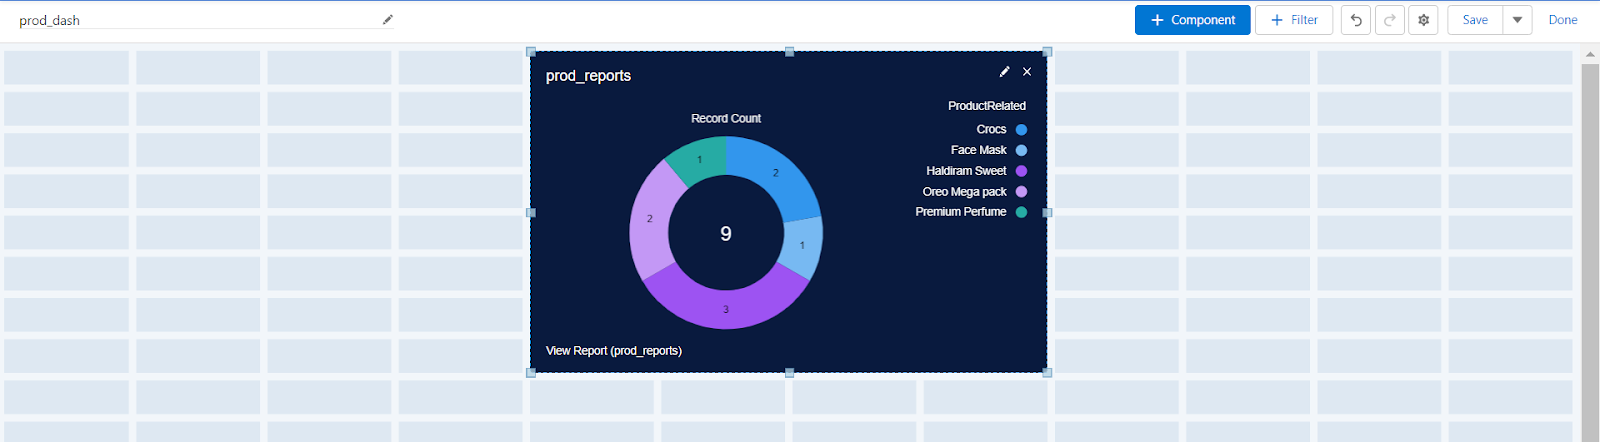 prod_dash
+ Component
+ Filter
Save
Done
prod_reports
ProductRelated
Record Count
Crocs
Face Mask
Haldiram Sweet
Oreo Mega pack
Premium Perfume
1
2
2
9
1
3
View Report (prod_reports)